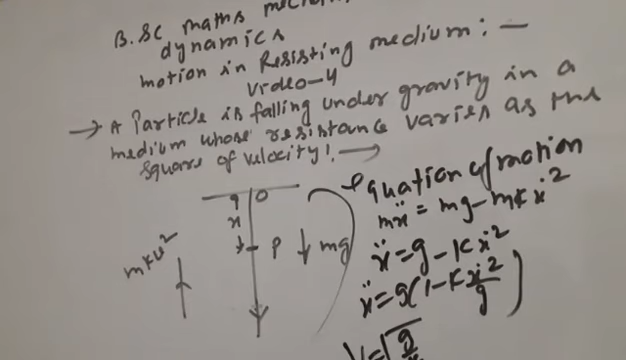 B.Sc maths
dynamics
motion in Resisting medium: —
Video-4
→ A Particle is falling under gravity in a
medium whose resistance varies as the
square of velocity! →
Equation of motion
mẍ = mg - mkẋ²
ẍ = g - kẋ²
ẍ = g(1 - kẋ²/g)
O
x
P ↓ mg
mkv²